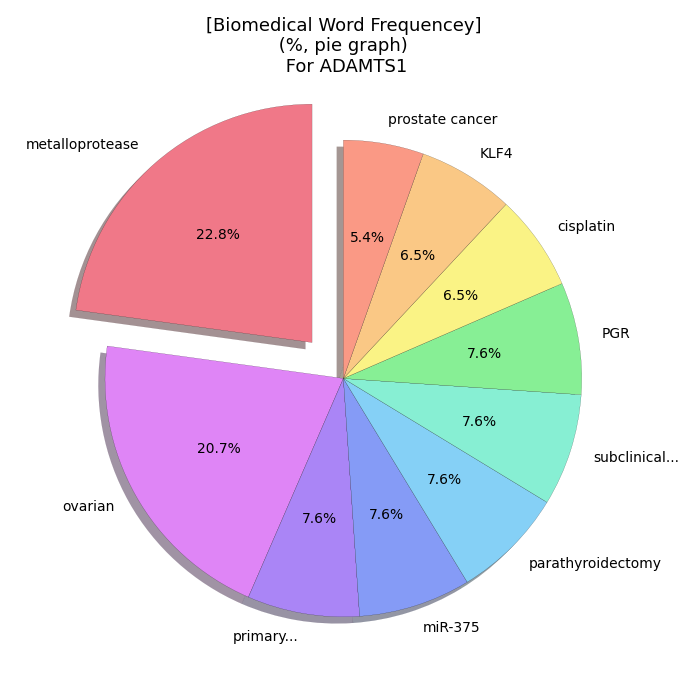 [Biomedical Word Frequencey]
(%, pie graph)
For ADAMTS1
metalloprotease
22.8%
ovarian
20.7%
primary...
7.6%
miR-375
7.6%
parathyroidectomy
7.6%
subclinical...
7.6%
PGR
7.6%
cisplatin
6.5%
KLF4
6.5%
prostate cancer
5.4%